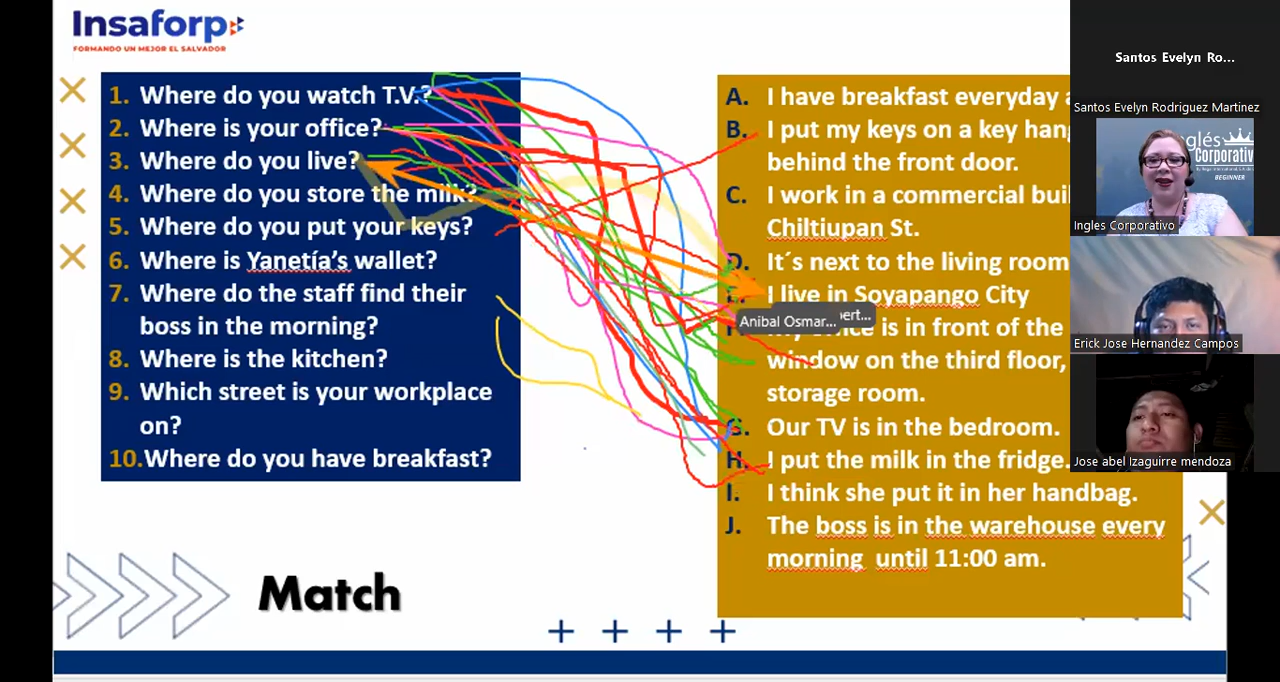 Insaforp
FORMANDO UN MEJOR EL SALVADOR
1. Where do you watch T.V.?
2. Where is your office?
3. Where do you live?
4. Where do you store the milk?
5. Where do you put your keys?
6. Where is Yanetía's wallet?
7. Where do the staff find their
boss in the morning?
8. Where is the kitchen?
9. Which street is your workplace
on?
10.Where do you have breakfast?
A. I have breakfast everyday
B. I put my keys on a key
behind the front door.
C. I work in a commercial
Chiltiupan St.
D. It´s next to the living room
I live in Soyapango City
is in front of the
window on the third floor,
storage room.
G. Our TV is in the bedroom.
H. I put the milk in the fridge.
I. I think she put it in her handbag.
J. The boss is in the warehouse every
morning until 11:00 am.
Anibal Osmar...
Match
Santos Evelyn Ro...
Santos Evelyn Rodriguez Martinez
Inglés
Corporativo
BEGINNER
Ingles Corporativo
Erick Jose Hernandez Campos
Jose abel Izaguirre mendoza